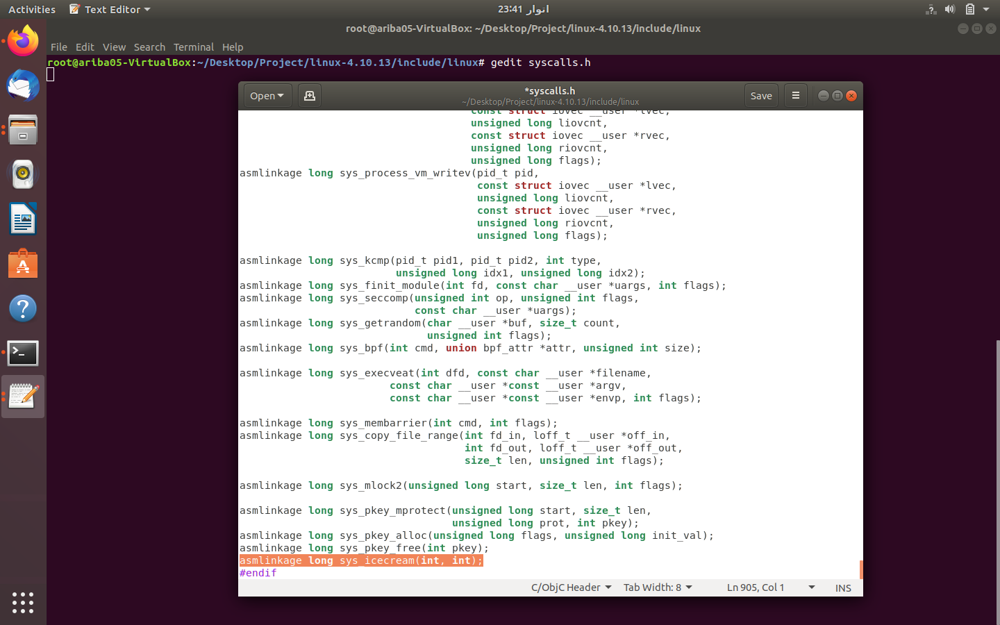 Activities Text Editor 23:41 اتوار
root@ariba05-VirtualBox: ~/Desktop/Project/linux-4.10.13/include/linux
File Edit View Search Terminal Help
root@ariba05-VirtualBox:~/Desktop/Project/linux-4.10.13/include/linux# gedit syscalls.h
Open *syscalls.h Save
~/Desktop/Project/linux-4.10.13/include/linux
const struct iovec __user *lvec,
unsigned long liovcnt,
const struct iovec __user *rvec,
unsigned long riovcnt,
unsigned long flags);
asmlinkage long sys_process_vm_writev(pid_t pid,
const struct iovec __user *lvec,
unsigned long liovcnt,
const struct iovec __user *rvec,
unsigned long riovcnt,
unsigned long flags);
asmlinkage long sys_kcmp(pid_t pid1, pid_t pid2, int type,
unsigned long idx1, unsigned long idx2);
asmlinkage long sys_finit_module(int fd, const char __user *uargs, int flags);
asmlinkage long sys_seccomp(unsigned int op, unsigned int flags,
const char __user *uargs);
asmlinkage long sys_getrandom(char __user *buf, size_t count,
unsigned int flags);
asmlinkage long sys_bpf(int cmd, union bpf_attr *attr, unsigned int size);
asmlinkage long sys_execveat(int dfd, const char __user *filename,
const char __user *const __user *argv,
const char __user *const __user *envp, int flags);
asmlinkage long sys_membarrier(int cmd, int flags);
asmlinkage long sys_copy_file_range(int fd_in, loff_t __user *off_in,
int fd_out, loff_t __user *off_out,
size_t len, unsigned int flags);
asmlinkage long sys_mlock2(unsigned long start, size_t len, int flags);
asmlinkage long sys_pkey_mprotect(unsigned long start, size_t len,
unsigned long prot, int pkey);
asmlinkage long sys_pkey_alloc(unsigned long flags, unsigned long init_val);
asmlinkage long sys_pkey_free(int pkey);
asmlinkage long sys_icecream(int, int);
#endif
C/ObjC Header Tab Width: 8 Ln 905, Col 1 INS